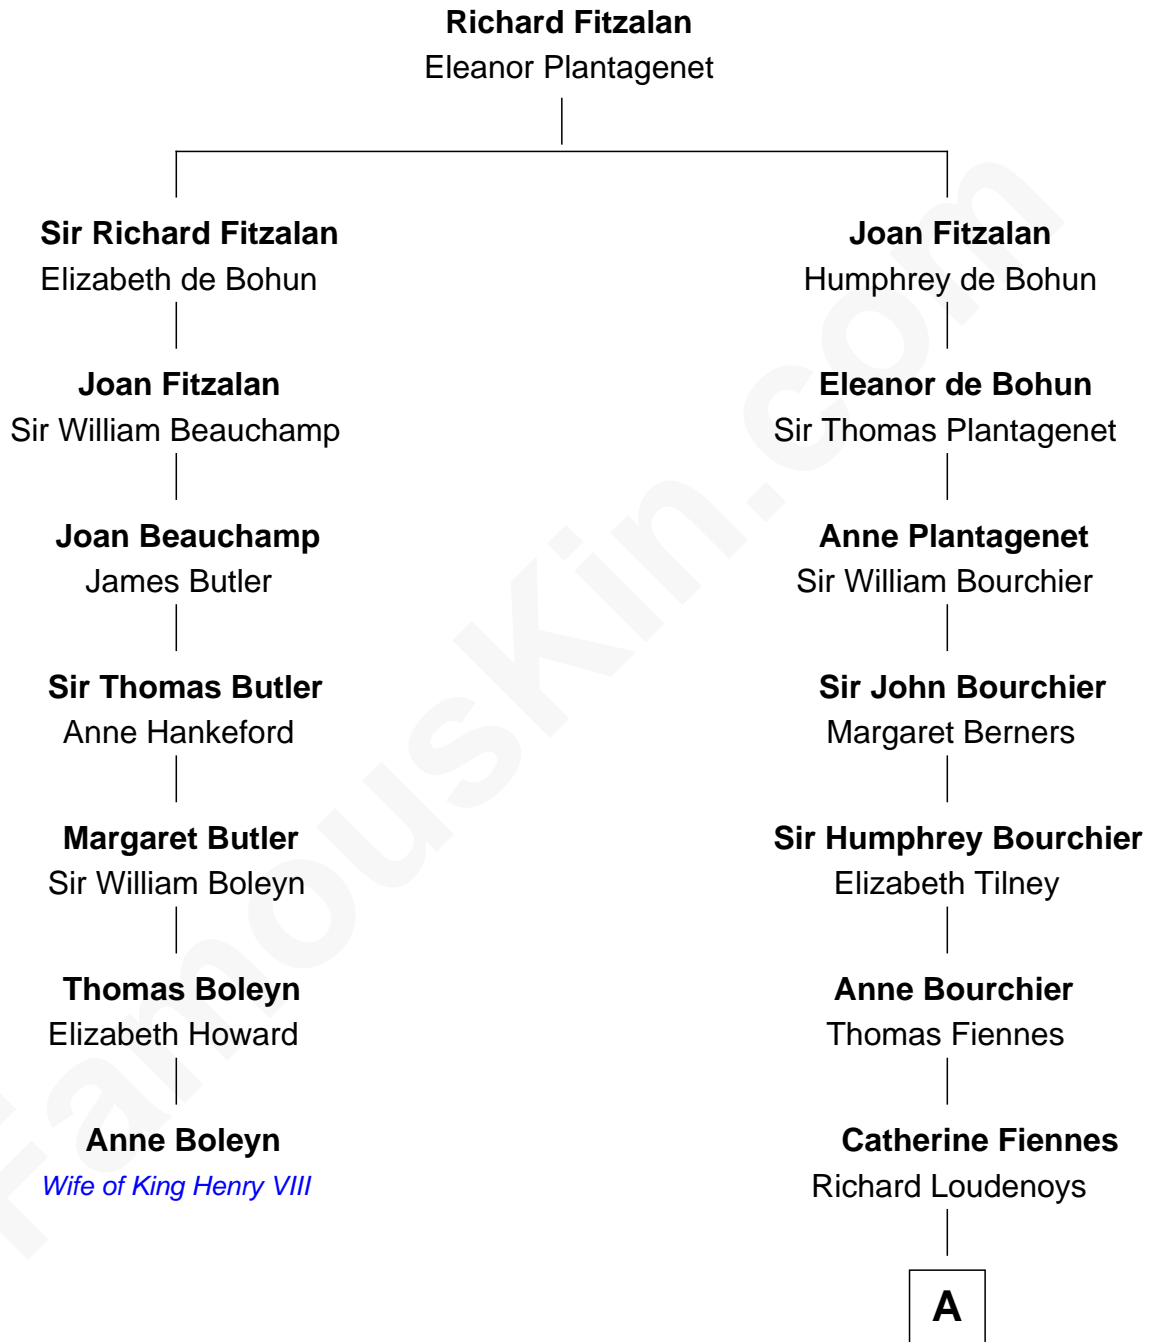 Richard Fitzalan
Eleanor Plantagenet
Sir Richard Fitzalan
Elizabeth de Bohun
Joan Fitzalan
Sir William Beauchamp
Joan Beauchamp
James Butler
Sir Thomas Butler
Anne Hankeford
Margaret Butler
Sir William Boleyn
Thomas Boleyn
Elizabeth Howard
Anne Boleyn
Wife of King Henry VIII
Joan Fitzalan
Humphrey de Bohun
Eleanor de Bohun
Sir Thomas Plantagenet
Anne Plantagenet
Sir William Bourchier
Sir John Bourchier
Margaret Berners
Sir Humphrey Bourchier
Elizabeth Tilney
Anne Bourchier
Thomas Fiennes
Catherine Fiennes
Richard Loudenoys
A
FamousKin.com